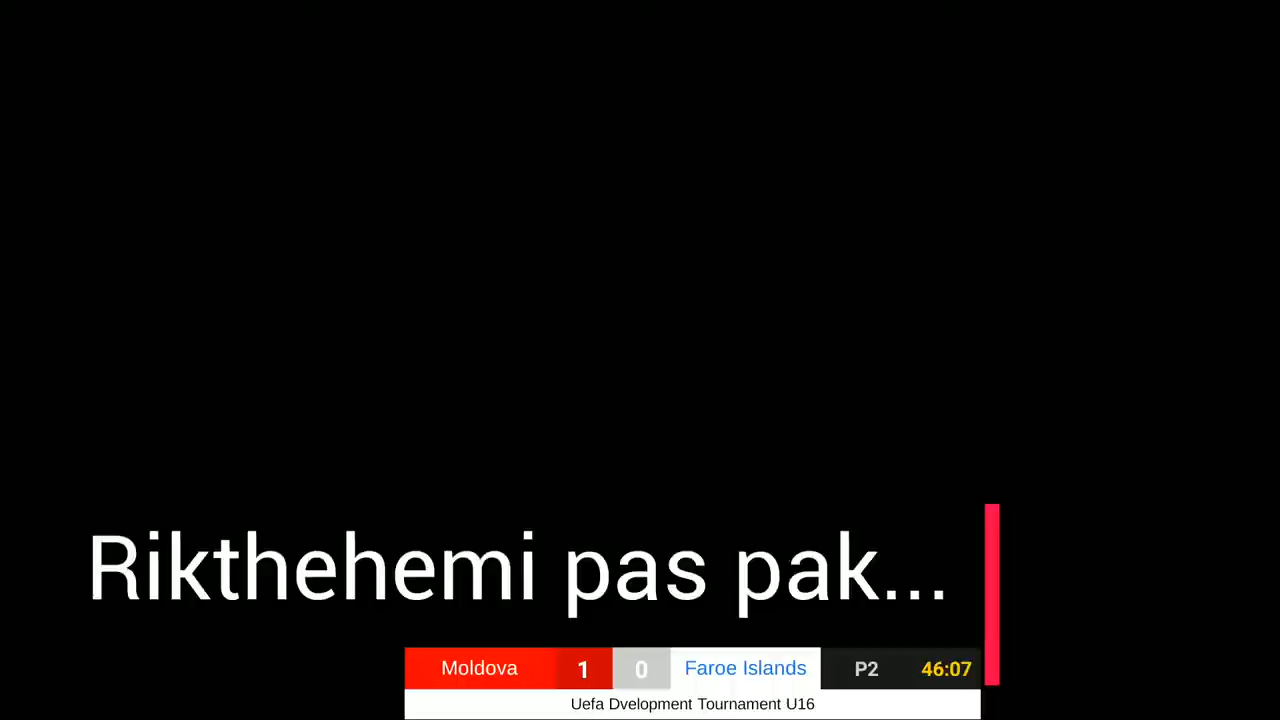 Rikthehemi pas pak...
Moldova 1 0 Faroe Islands P2 46:07
Uefa Dvelopment Tournament U16